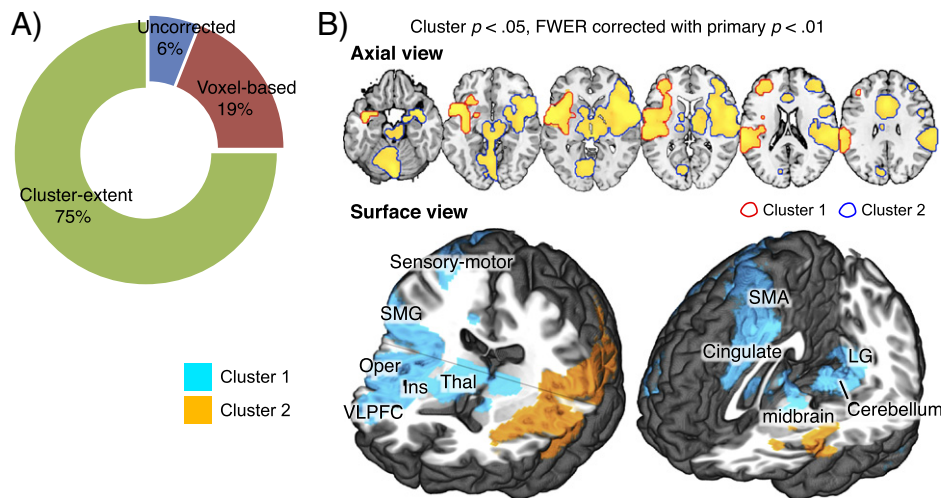 A)
Uncorrected
6%
Voxel-based
19%
Cluster-extent
75%
Cluster 1
Cluster 2
B)
Cluster p < .05, FWER corrected with primary p < .01
Axial view
Cluster 1
Cluster 2
Surface view
Sensory-motor
SMG
Oper
Ins
Thal
VLPFC
SMA
Cingulate
LG
midbrain
Cerebellum